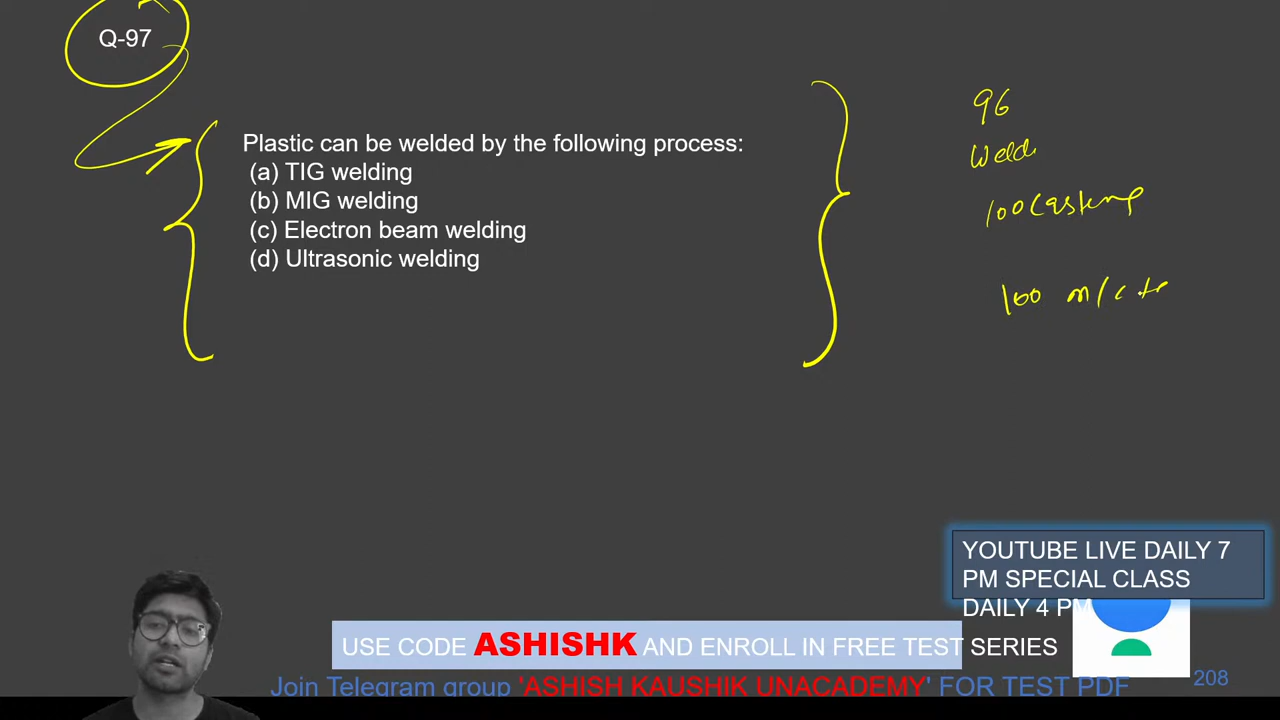 Q-97
96
Weld
Plastic can be welded by the following process:
(a) TIG welding
(b) MIG welding
(c) Electron beam welding
(d) Ultrasonic welding
100
100 m/c
YOUTUBE LIVE DAILY 7
PM SPECIAL CLASS
DAILY 4 PM
USE CODE ASHISHK AND ENROLL IN FREE TEST SERIES
Join Telegram group 'ASHISH KAUSHIK UNACADEMY' FOR TEST PDF
208